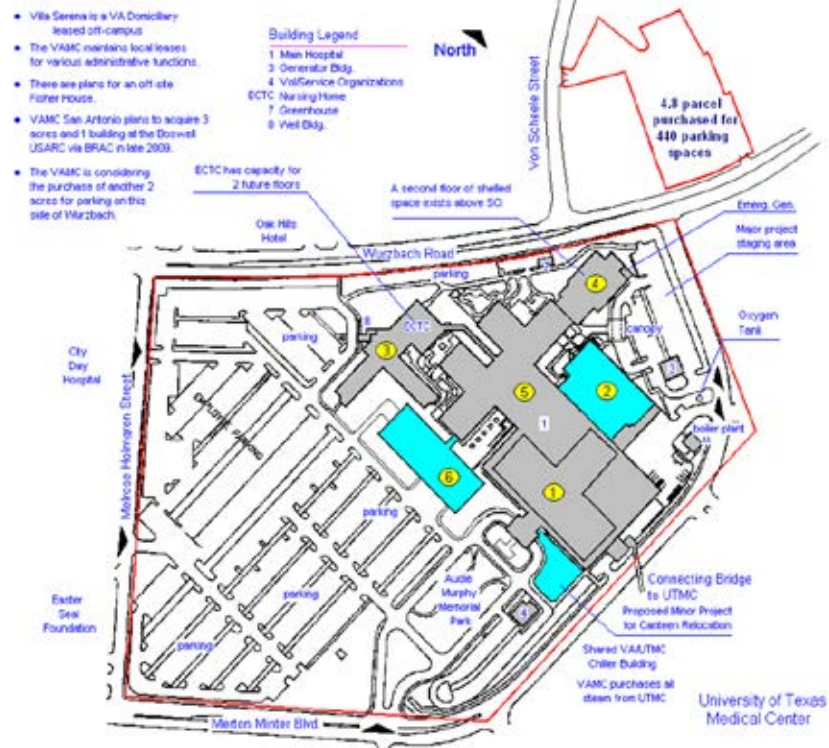 • Villa Serena is a VA Domiciliary
leased off-campus
• The VAMC maintains local leases
for various administrative functions.
• There are plans for an off-site
Fisher House.
• VAMC San Antonio plans to acquire 3
acres and 1 building at the Boswell
USARC via BRAC in late 2009.
• The VAMC is considering
the purchase of another 2
acres for parking on this
side of Wurzbach.
Building Legend
1 Main Hospital
3 Generator Bldg.
4 Vol/Service Organizations
ECTC Nursing Home
7 Greenhouse
8 Well Bldg.
North
Von Scheele Street
4.8 parcel
purchased for
440 parking
spaces
ECTC has capacity for
2 future floors
A second floor of shelled
space exists above SCI
Emerg. Gen.
Major project
staging area
Oak Hills
Hotel
Wurzbach Road
parking
4
canopy
Oxygen
Tank
8
ECTC
3
parking
City
Day
Hospital
2
5
1
boiler plant
Melrose Holmgren Street
6
1
parking
Audie
Murphy
Memorial
Park
4
Connecting Bridge
to UTMC
Proposed Minor Project
for Canteen Relocation
Easter
Seal
Foundation
parking
parking
Shared VA/UTMC
Chiller Building
VAMC purchases all
steam from UTMC
University of Texas
Medical Center
Merton Minter Blvd.